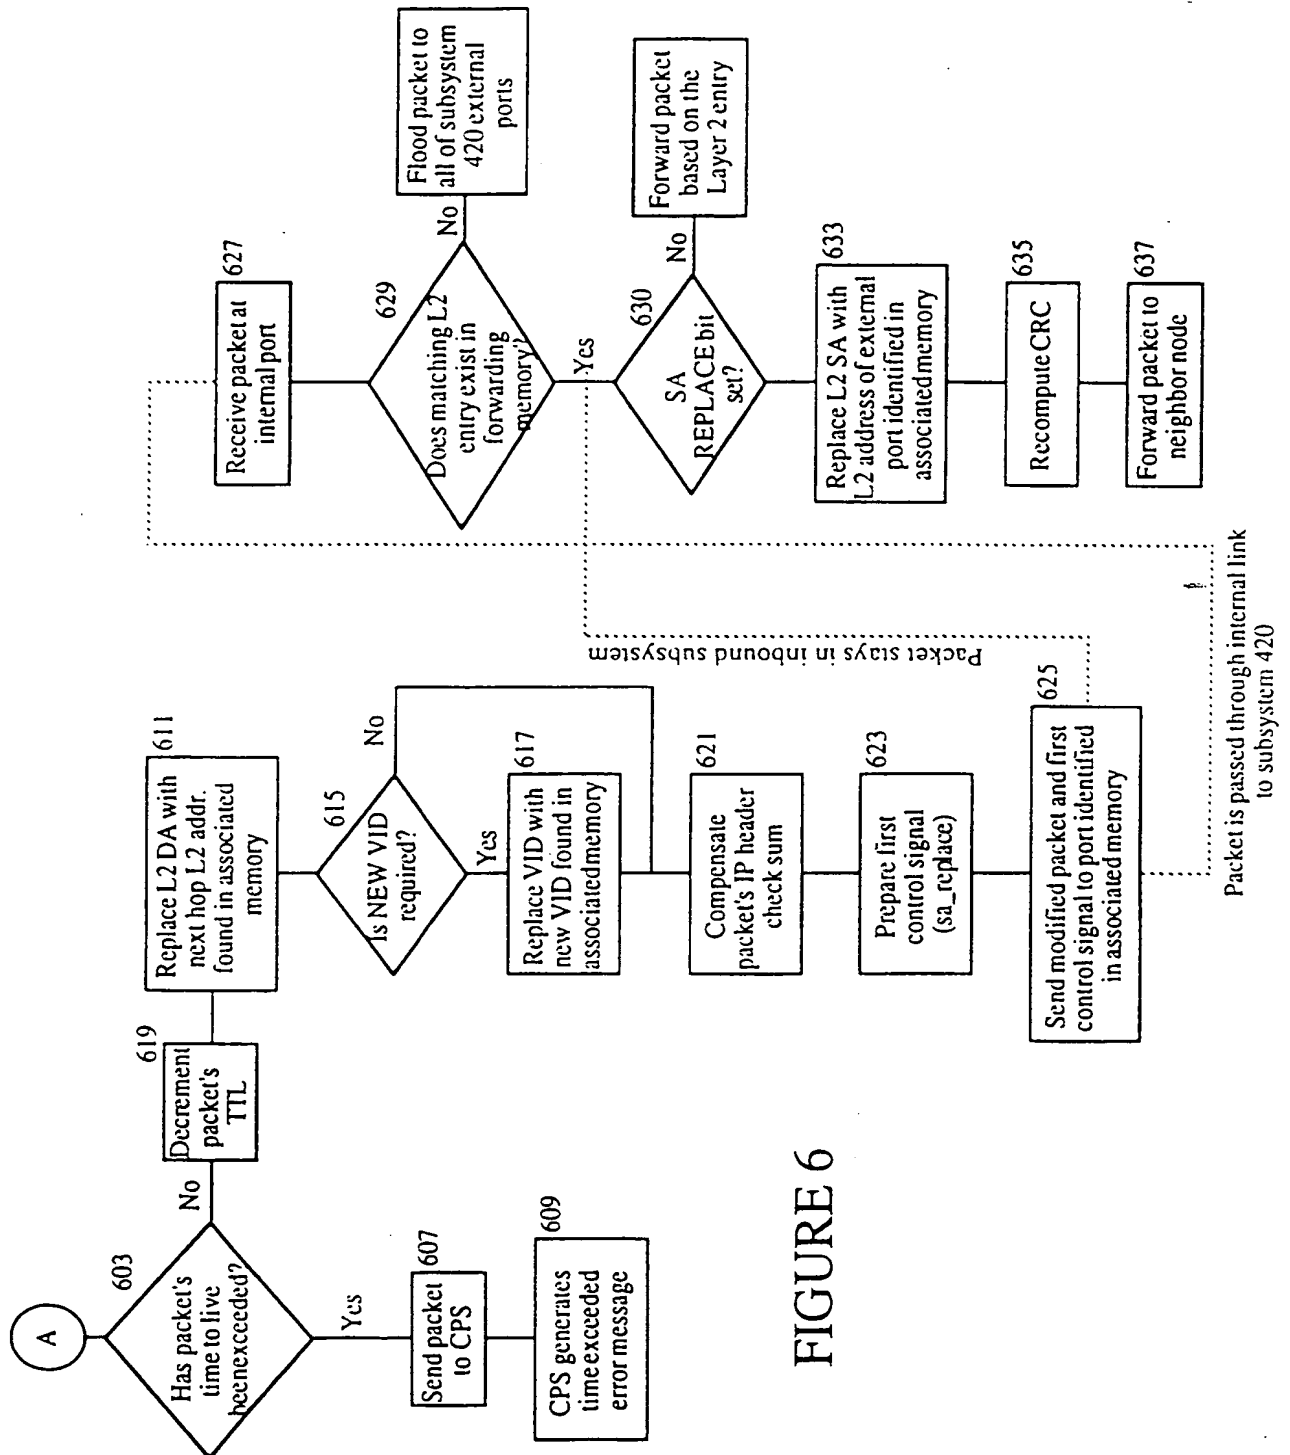 A
603
Has packet's
time to live
beenexceeded?
No
Yes
607
Send packet
to CPS
609
CPS generates
time exceeded
error message
619
Decrement
packet's
TTL
611
Replace L2 DA with
next hop L2 addr.
found in associated
memory
615
Is NEW VID
required?
No
Yes
617
Replace VID with
new VID found in
associatedmemory
621
Compensate
packet's IP header
check sum
623
Prepare first
control signal
(sa_replace)
625
Send modified packet and first
control signal to port identified
in associated memory
Packet stays in inbound subsystem
Packet is passed through internal link
to subsystem 420
627
Receive packet at
internal port
629
Does matching L2
entry exist in
forwarding
memory?
No
Flood packet to
all of subsystem
420 external
ports
Yes
630
SA
REPLACE bit
set?
No
Forward packet
based on the
Layer 2 entry
633
Replace L2 SA with
L2 address of external
port identified in
associated memory
635
Recompute CRC
637
Forward packet to
neighbor node
FIGURE 6